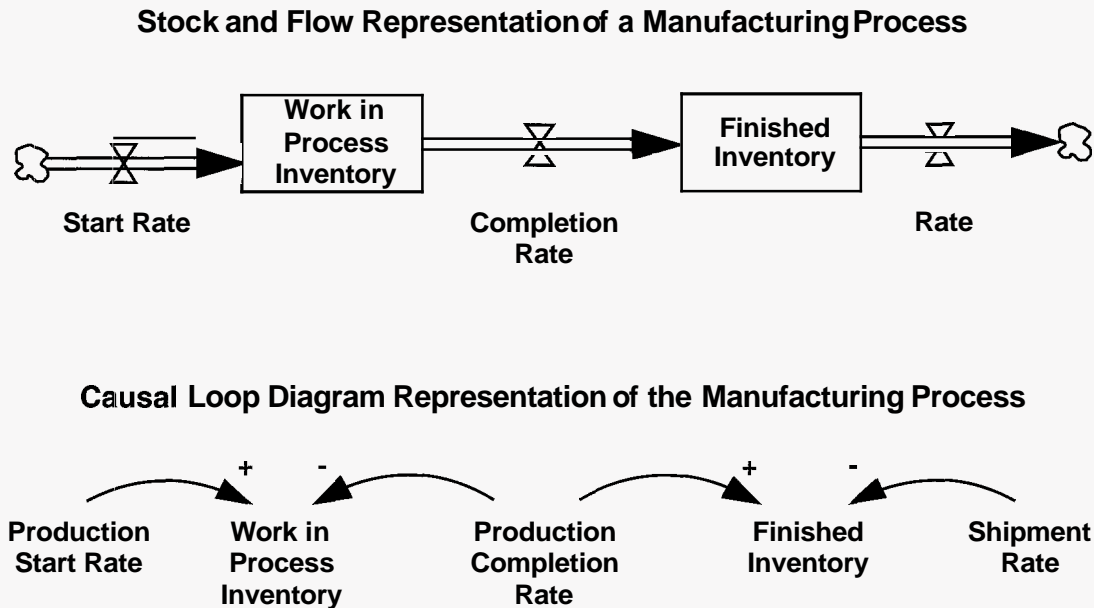 Stock and Flow Representation of a Manufacturing Process
Work in
Process
Inventory
Finished
Inventory
Start Rate
Completion
Rate
Rate
Causal Loop Diagram Representation of the Manufacturing Process
+ - + -
Production
Start Rate
Work in
Process
Inventory
Production
Completion
Rate
Finished
Inventory
Shipment
Rate